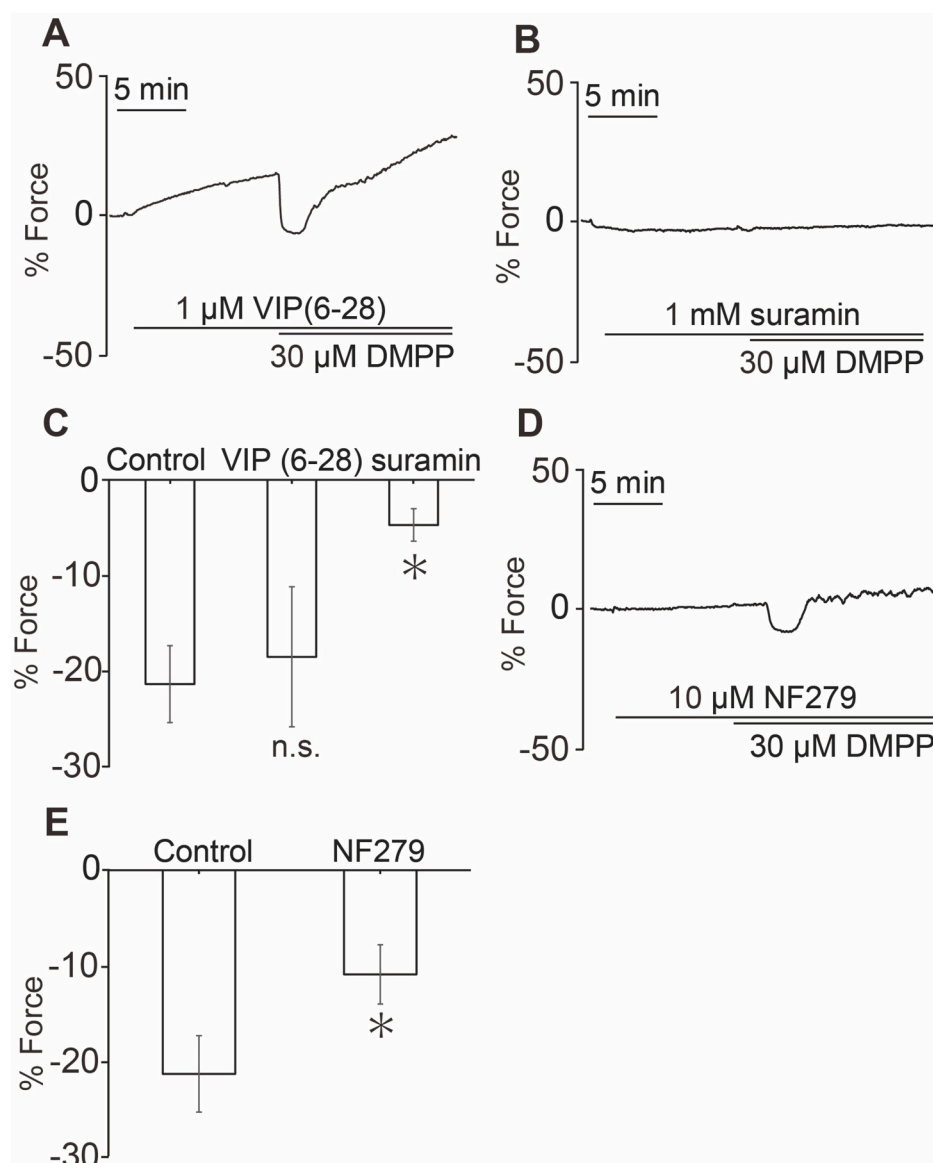 A
50
5 min
% Force
0
1 µM VIP(6-28)
-50
30 µM DMPP
B
50
5 min
% Force
0
1 mM suramin
-50
30 µM DMPP
C
Control VIP (6-28) suramin
0
-10
*
% Force
-20
n.s.
-30
D
50
5 min
% Force
0
10 µM NF279
-50
30 µM DMPP
E
Control NF279
0
-10
*
% Force
-20
-30